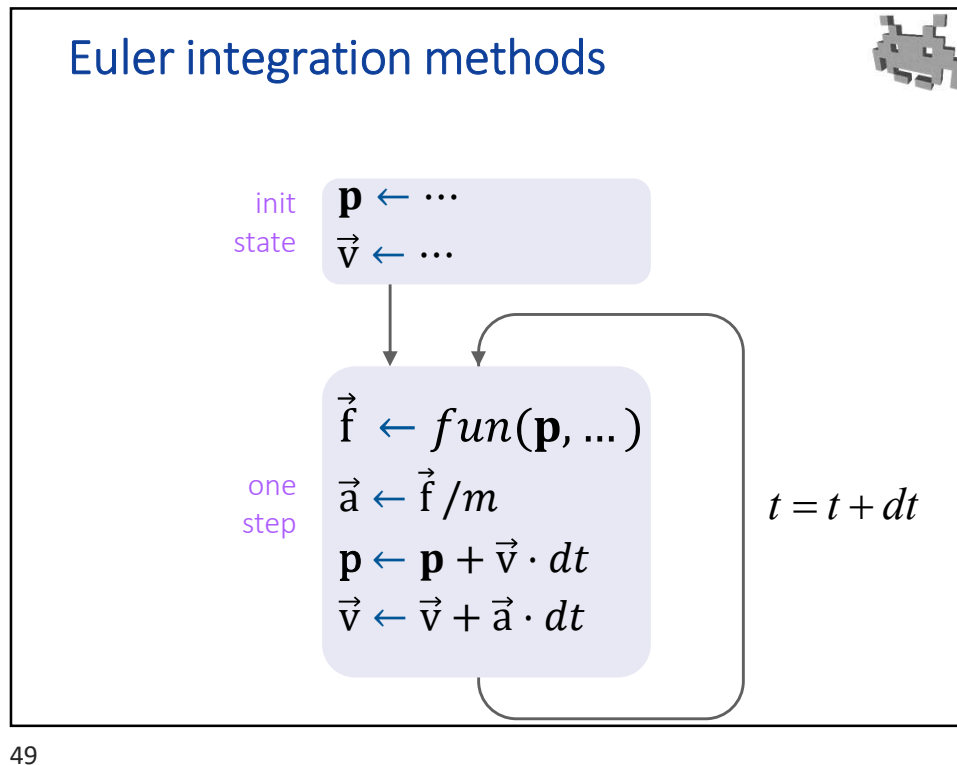 Euler integration methods
init
state
𝐩 ← ⋯
v⃗ ← ⋯
one
step
f⃗ ← 𝑓𝑢𝑛(𝐩, … )
a⃗ ← f⃗ /𝑚
𝐩 ← 𝐩 + v⃗ · 𝑑𝑡
v⃗ ← v⃗ + a⃗ · 𝑑𝑡
𝑡 = 𝑡 + 𝑑𝑡
49